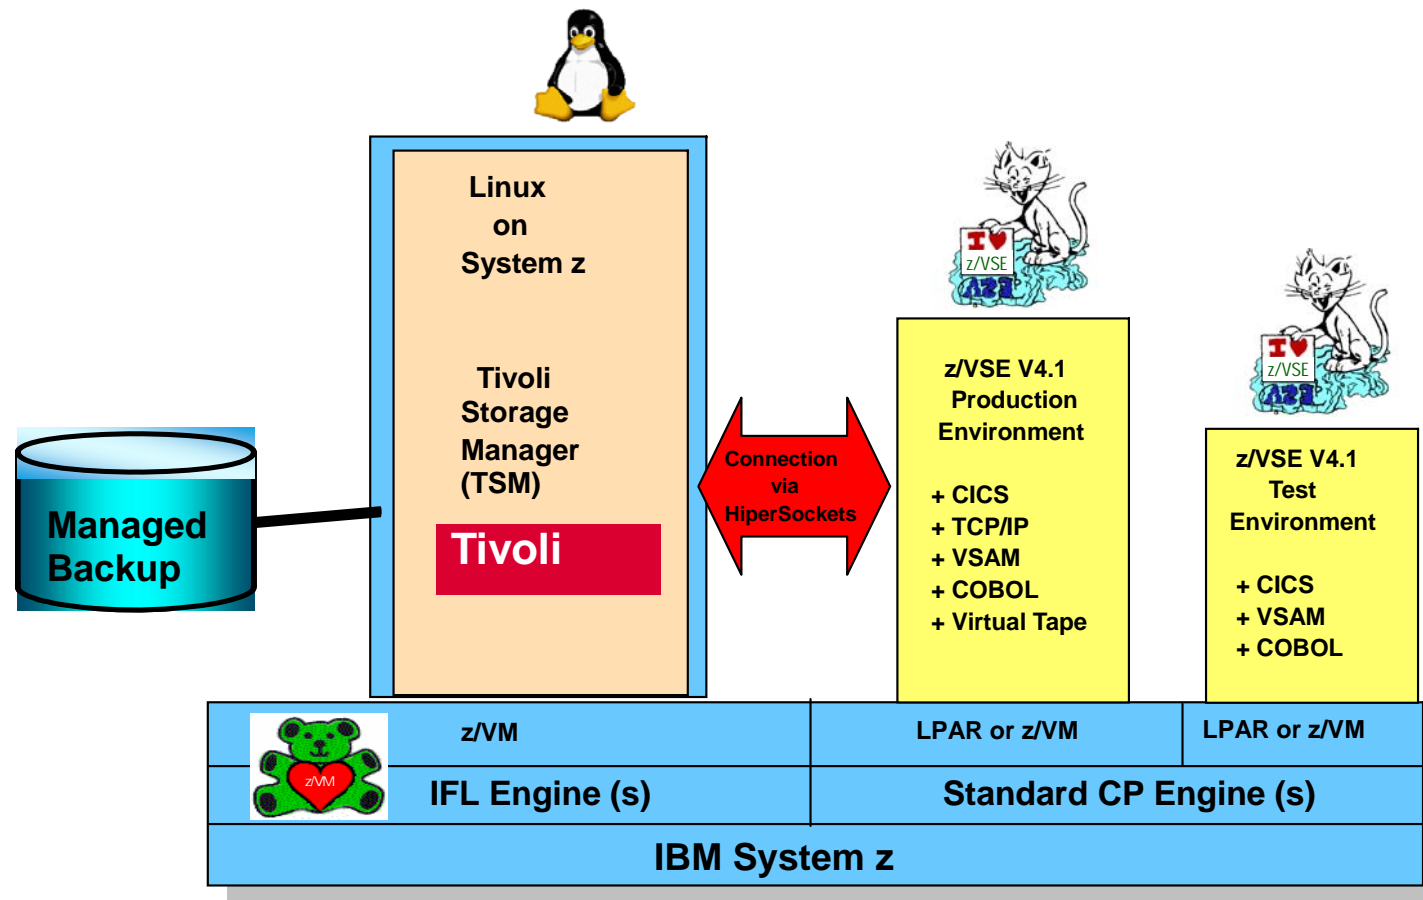 Linux
on
System z
Tivoli
Storage
Manager
(TSM)
Tivoli
Managed
Backup
Connection
via
HiperSockets
I ♥
z/VSE
z/VSE V4.1
Production
Environment
+ CICS
+ TCP/IP
+ VSAM
+ COBOL
+ Virtual Tape
I ♥
z/VSE
z/VSE V4.1
Test
Environment
+ CICS
+ VSAM
+ COBOL
z/VM
z/VM
LPAR or z/VM
LPAR or z/VM
IFL Engine (s)
Standard CP Engine (s)
IBM System z